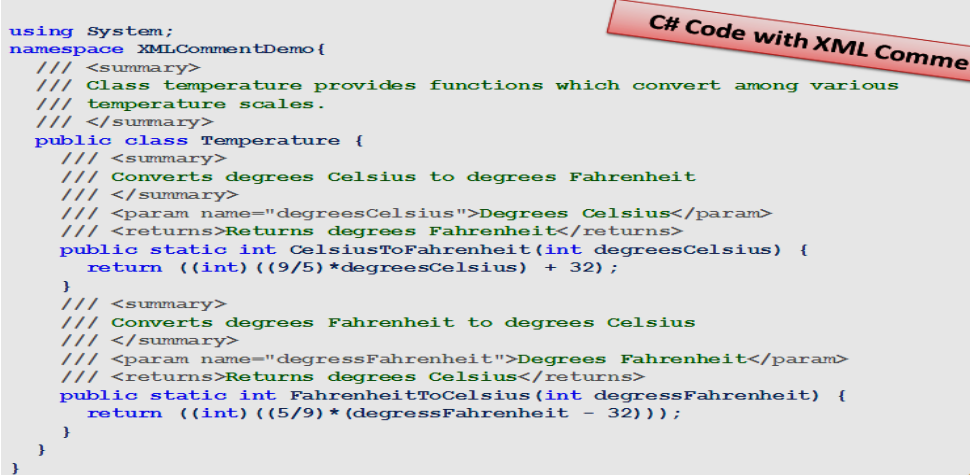 C# Code with XML
using System;
namespace XMLCommentDemo{
/// <summary>
/// Class temperature provides functions which convert among various
/// temperature scales.
/// </summary>
public class Temperature {
/// <summary>
/// Converts degrees Celsius to degrees Fahrenheit
/// </summary>
/// <param name="degreesCelsius">Degrees Celsius</param>
/// <returns>Returns degrees Fahrenheit</returns>
public static int CelsiusToFahrenheit(int degreesCelsius) {
return ((int)((9/5)*degreesCelsius) + 32);
}
/// <summary>
/// Converts degrees Fahrenheit to degrees Celsius
/// </summary>
/// <param name="degressFahrenheit">Degrees Fahrenheit</param>
/// <returns>Returns degrees Celsius</returns>
public static int FahrenheitToCelsius(int degressFahrenheit) {
return ((int)((5/9)*(degressFahrenheit - 32)));
}
}
}